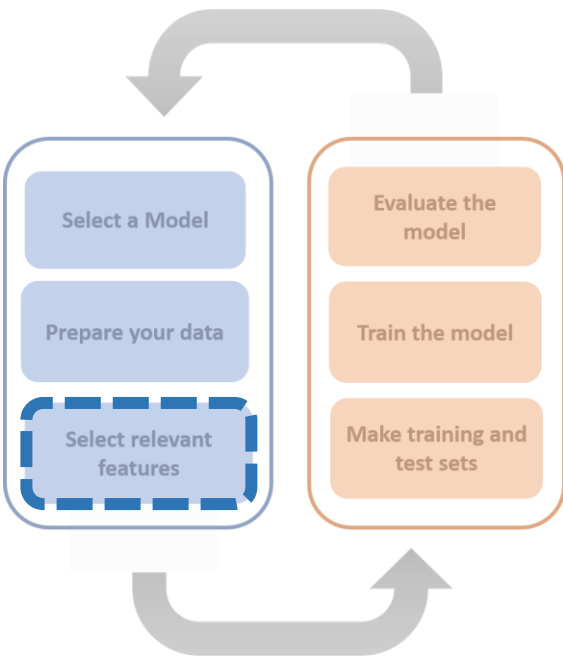 Select a Model
Prepare your data
Select relevant
features
Evaluate the
model
Train the model
Make training and
test sets